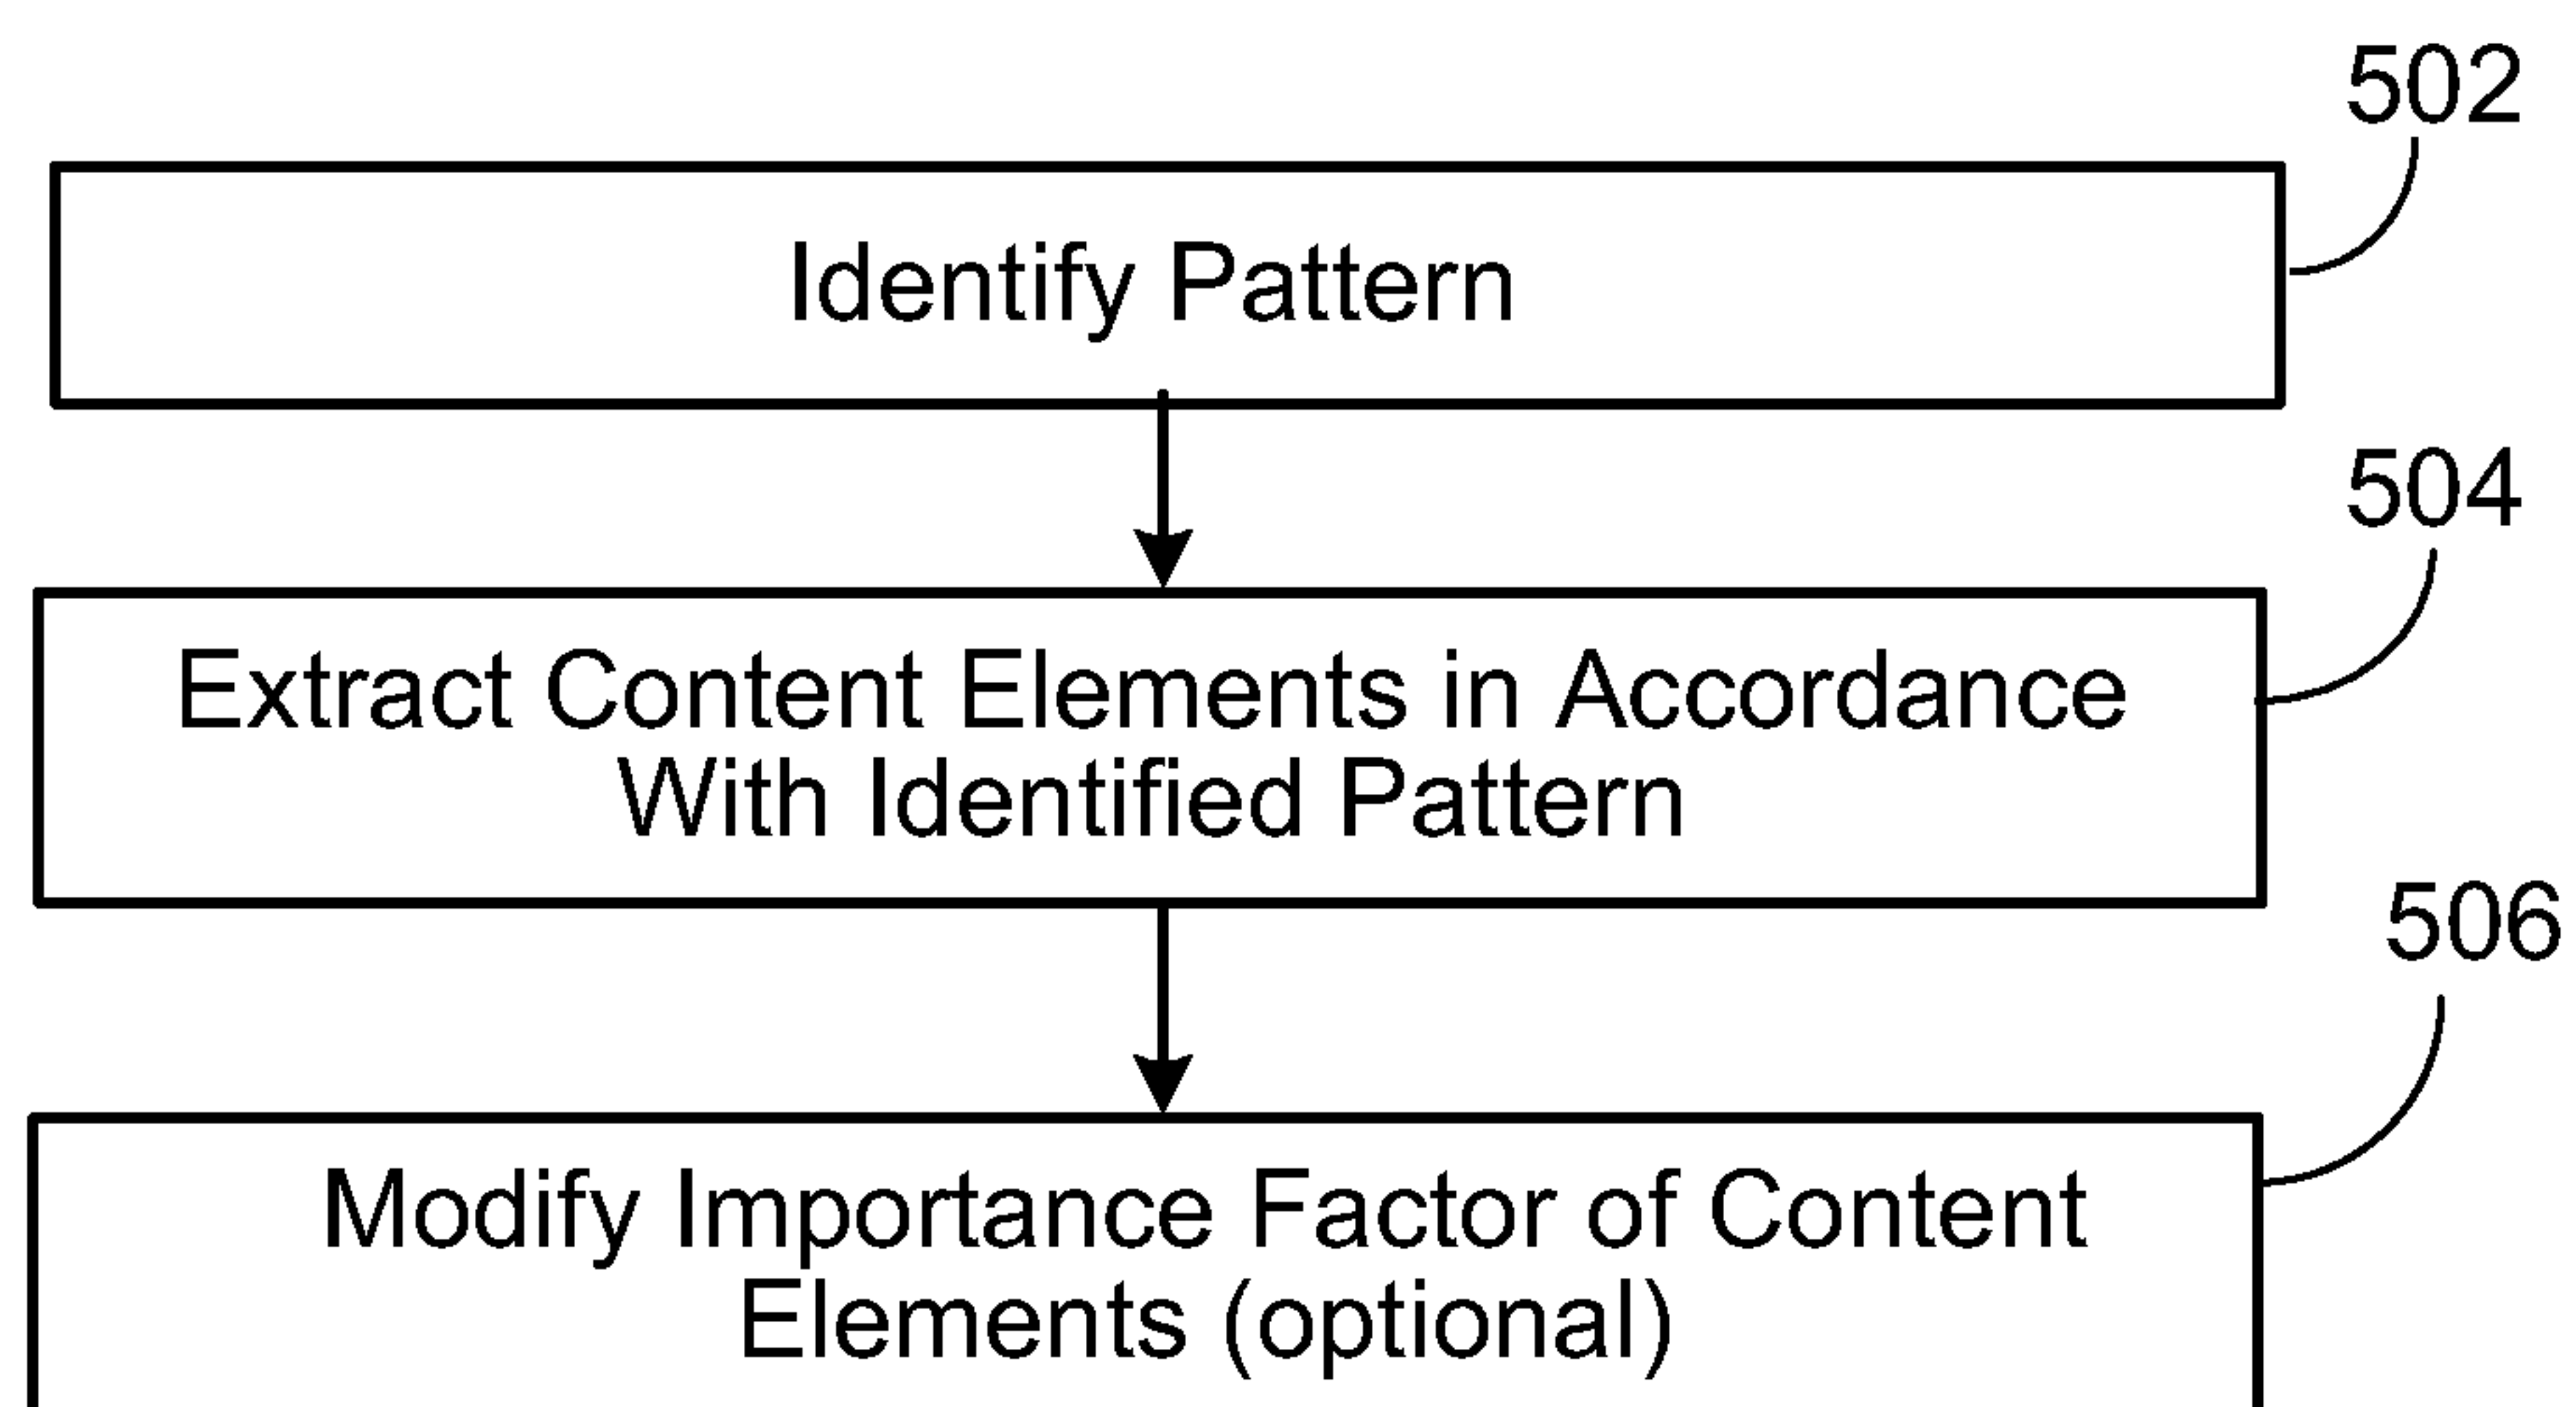 502
Identify Pattern
504
Extract Content Elements in Accordance
With Identified Pattern
506
Modify Importance Factor of Content
Elements (optional)